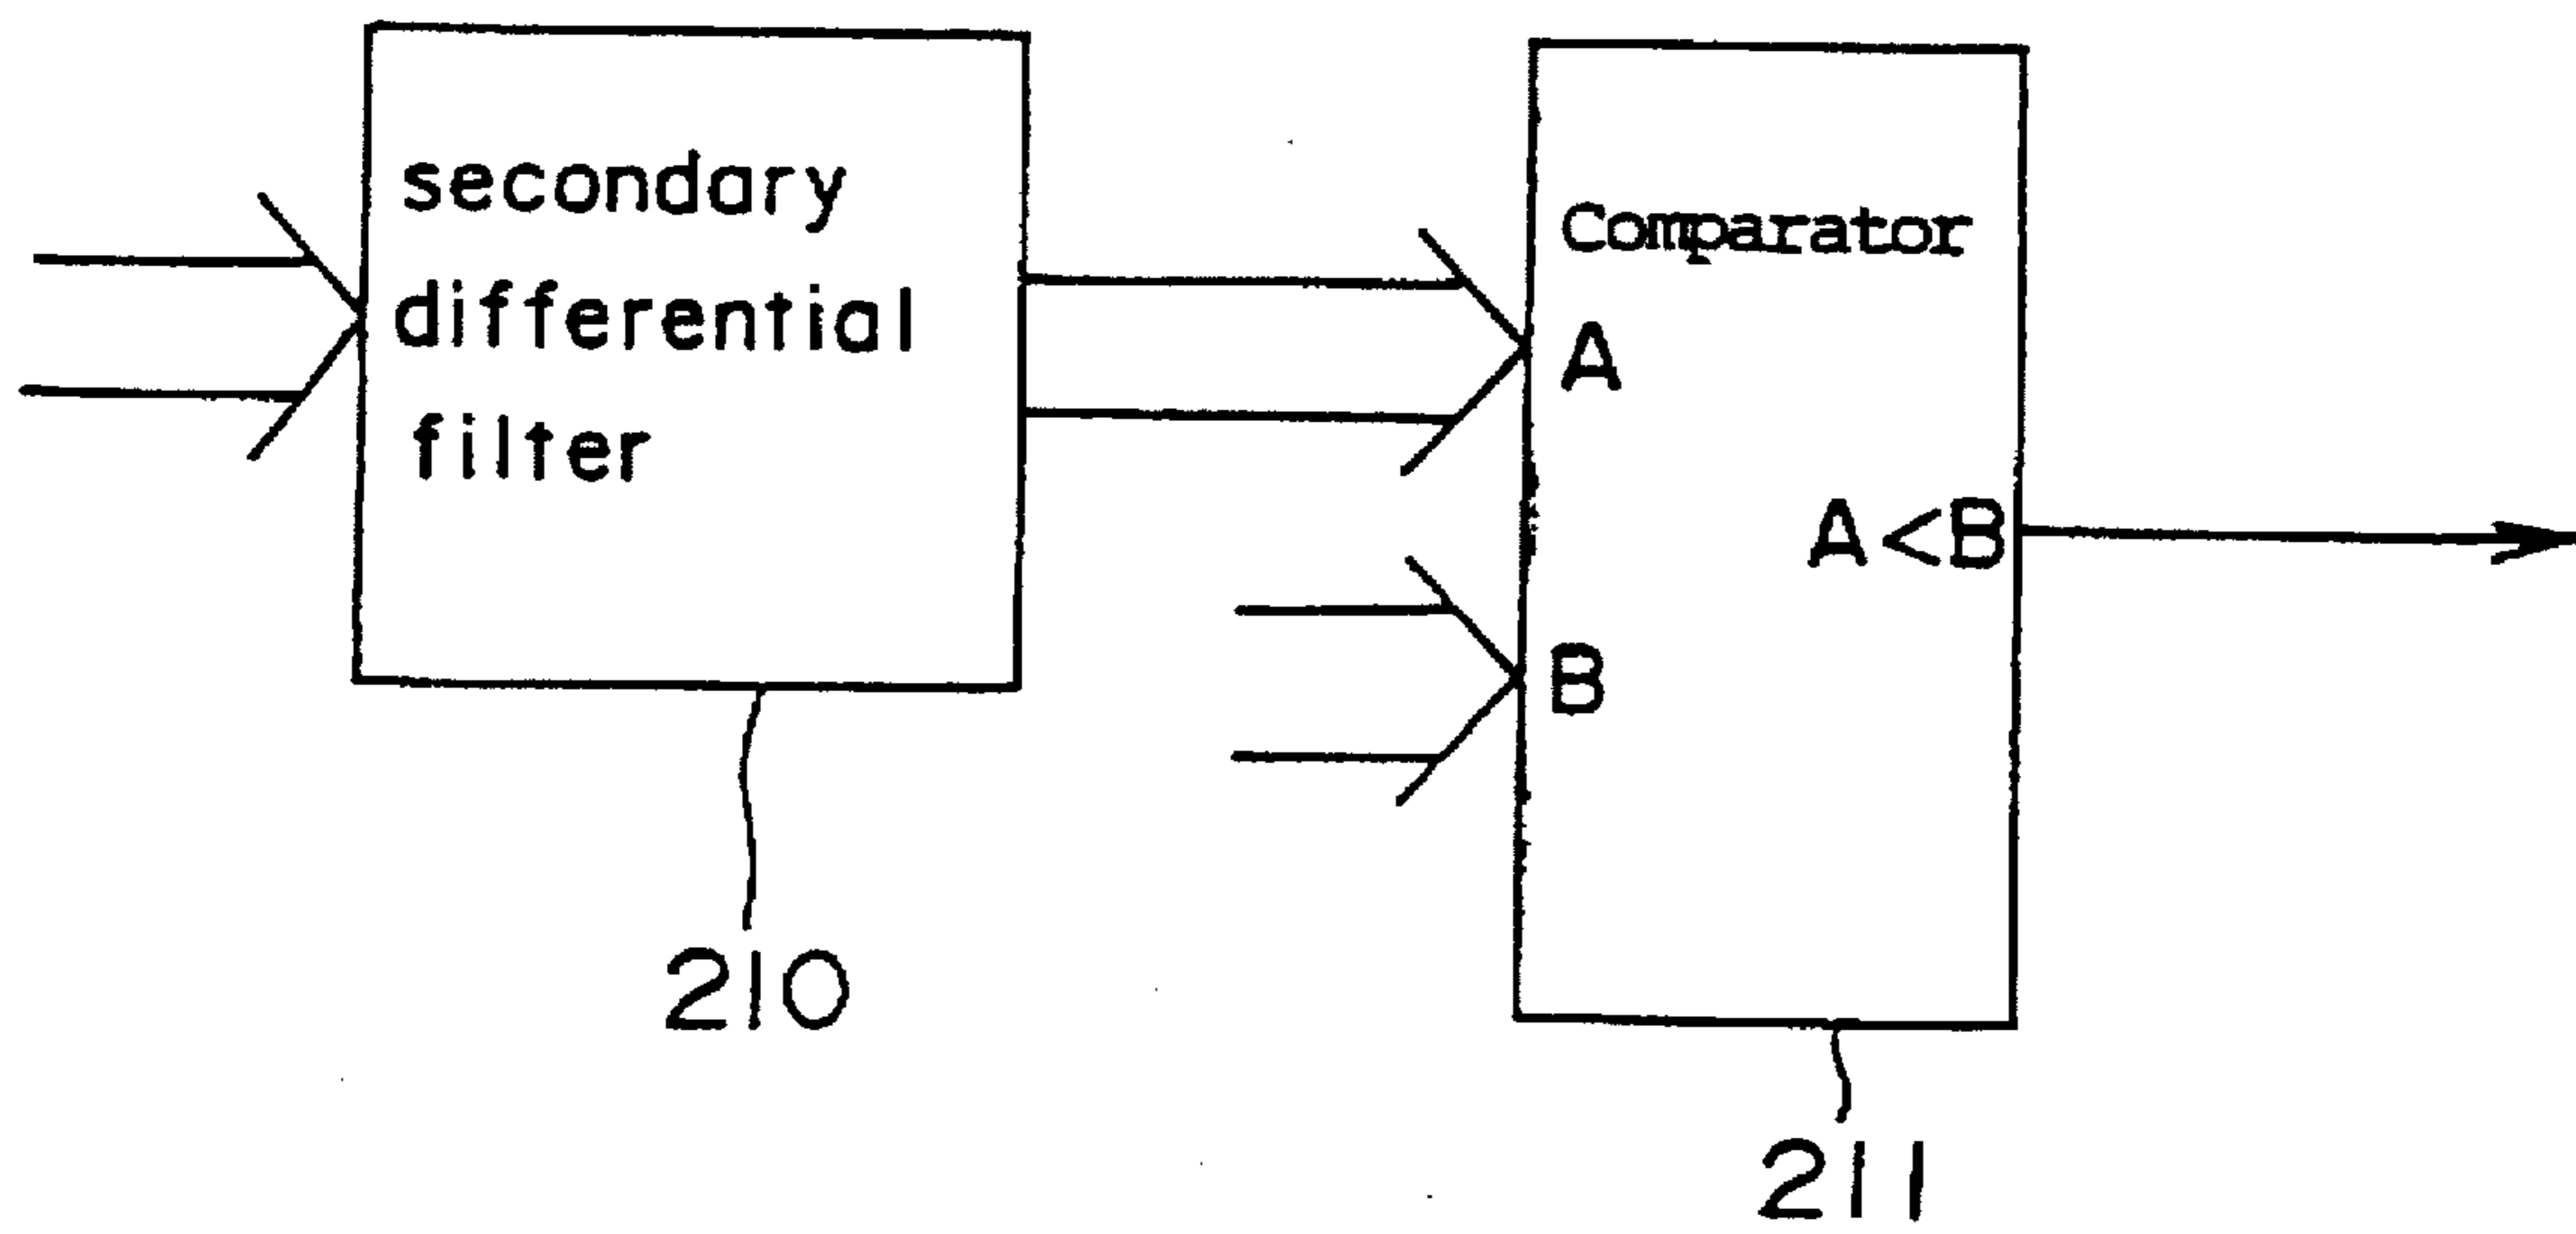 secondary
differential
filter
Comparator
A
A<B
B
210
211